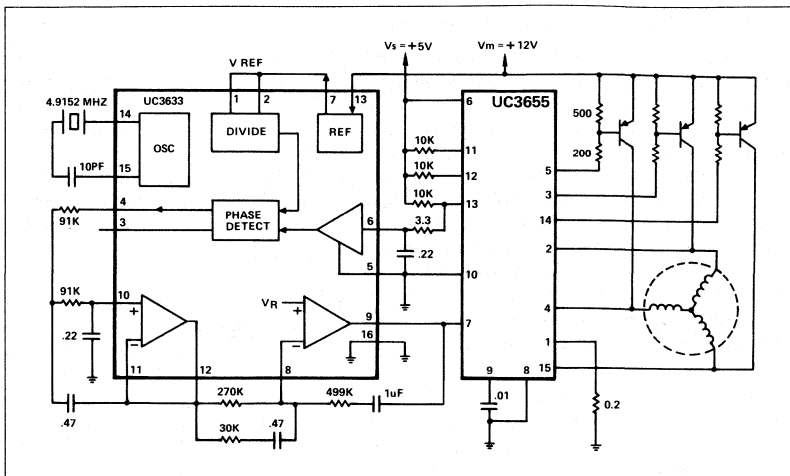 Vs = +5V
Vm = +12V
V REF
1
2
7
13
4.9152 MHZ
UC3633
UC3655
14
OSC
DIVIDE
REF
6
500
10PF
15
10K
11
200
10K
12
5
4
10K
13
3
91K
3
PHASE
DETECT
6
3.3
14
.22
2
5
10
91K
10
+
VR
+
9
7
4
16
1
.22
−
−
9
8
15
11
12
8
270K
499K
1uF
.01
0.2
.47
30K
.47